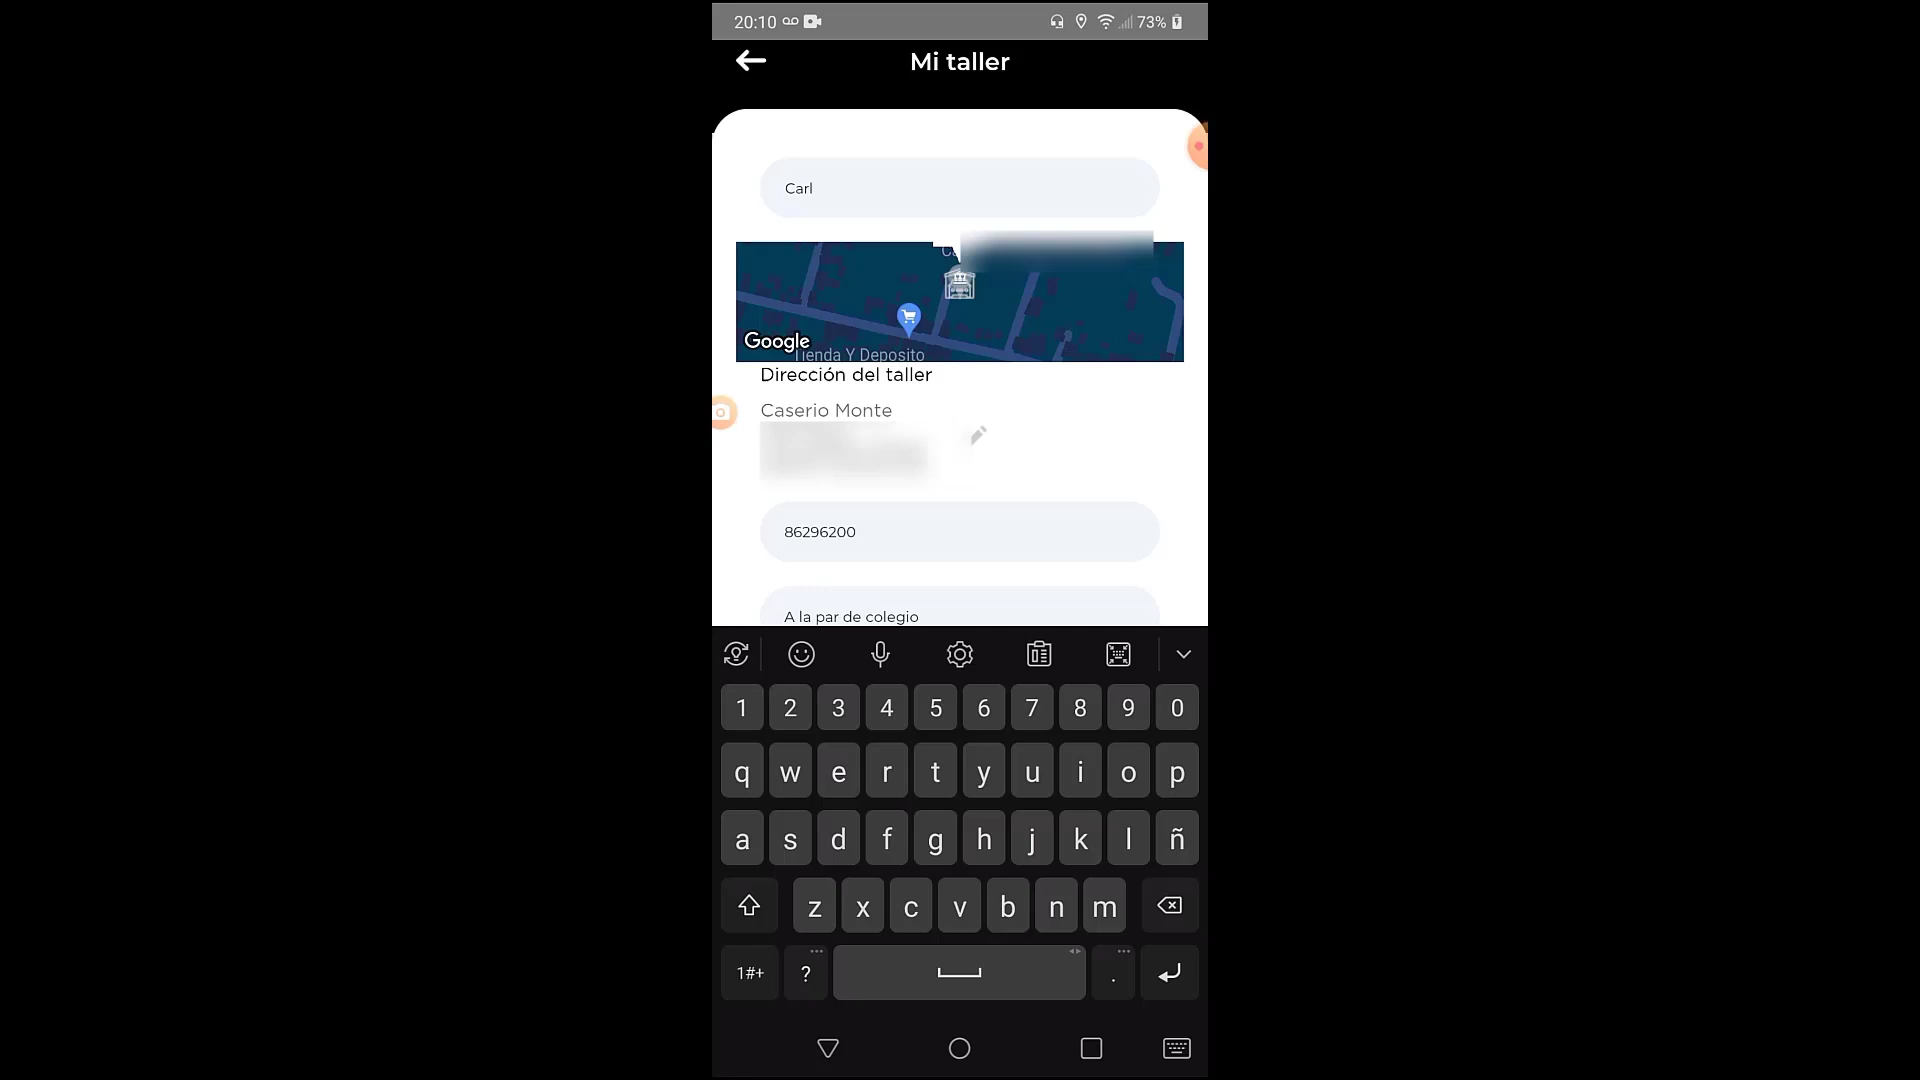 20:10
73%
Mi taller
Carl
Google
Tienda Y Deposito
Dirección del taller
Caserio Monte
86296200
A la par de colegio
1 2 3 4 5 6 7 8 9 0
q w e r t y u i o p
a s d f g h j k l ñ
z x c v b n m
1#+ ? .